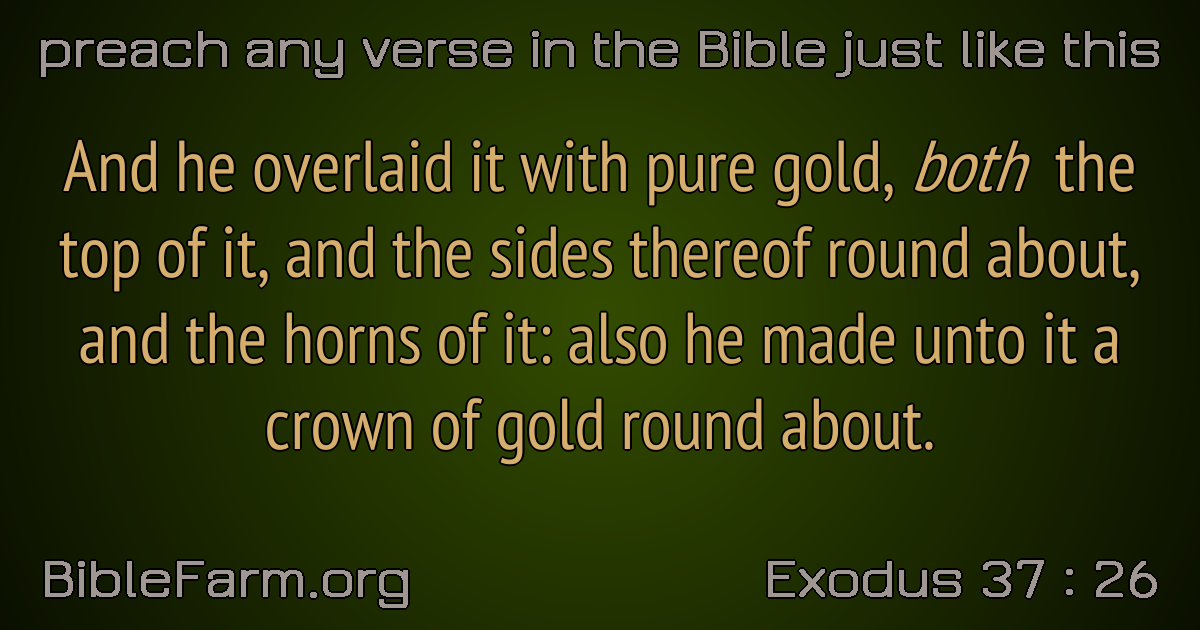 preach any verse in the Bible just like this
And he overlaid it with pure gold, both the
top of it, and the sides thereof round about,
and the horns of it: also he made unto it a
crown of gold round about.
BibleFarm.org
Exodus 37 : 26